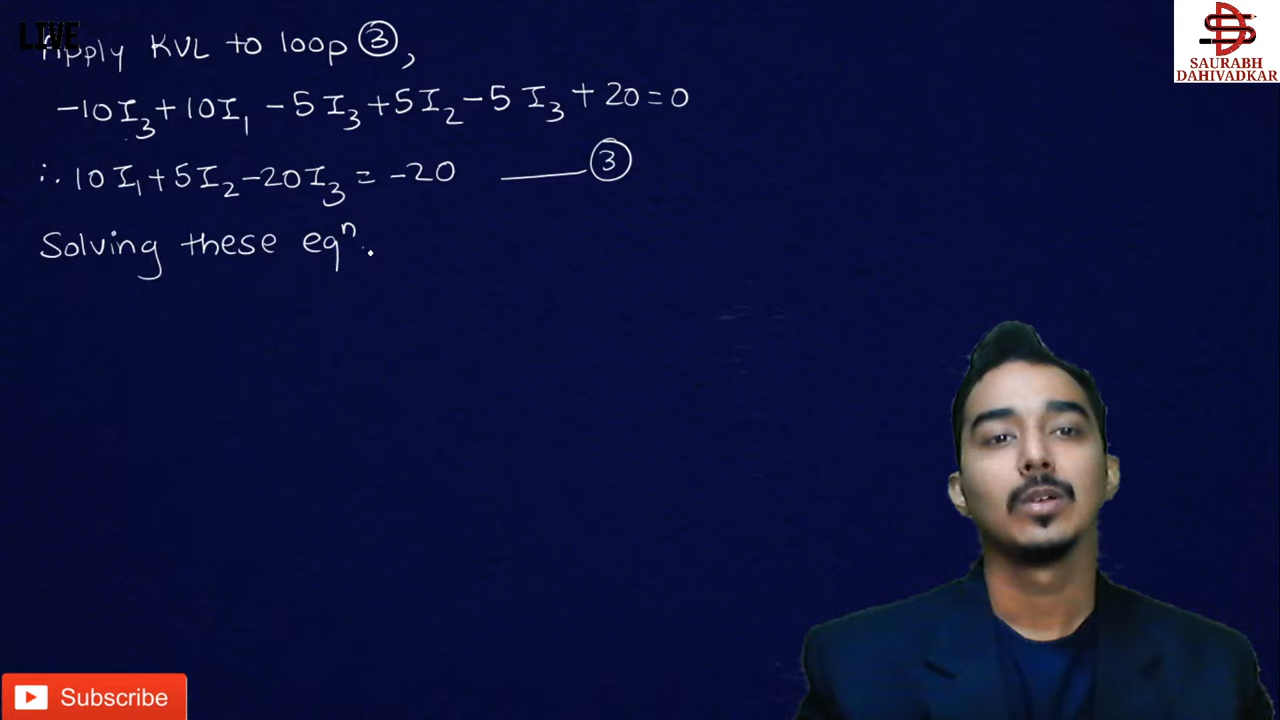 LIVE
Apply KVL to loop ③,
-10I₃+10I₁ -5I₃+5I₂-5I₃+20=0
∴ 10I₁+5I₂-20I₃ = -20 —— ③
Solving these eqⁿ.
SAURABH
DAHIVADKAR
Subscribe